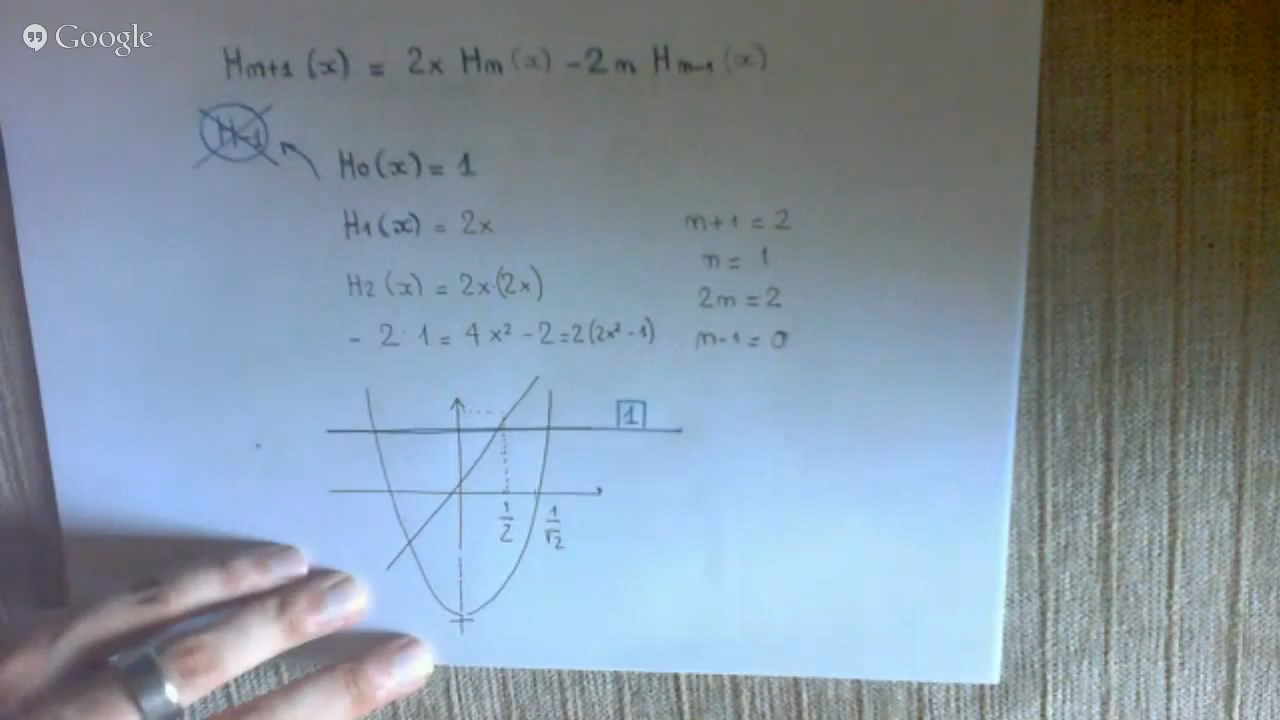 Google
Hm+1 (x) = 2x Hm (x) - 2m Hm-1 (x)
H-1
H0 (x) = 1
H1 (x) = 2x
m+1 = 2
n = 1
H2 (x) = 2x·(2x)
2m = 2
- 2·1 = 4x² - 2 = 2(2x² - 1)
m-1 = 0
1
1/2
1/√2